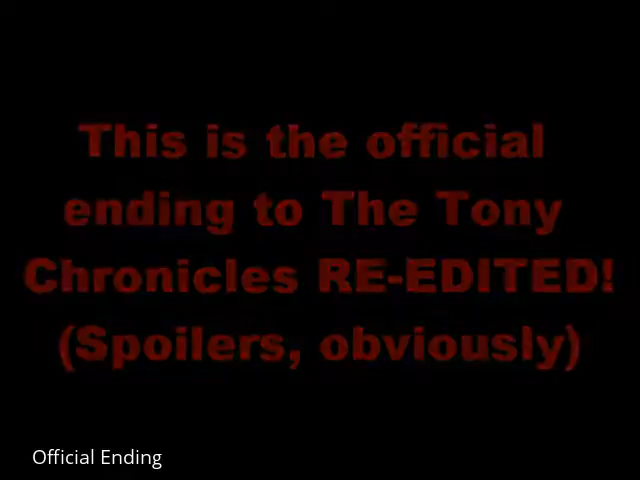 This is the official
ending to The Tony
Chronicles RE-EDITED!
(Spoilers, obviously)
Official Ending